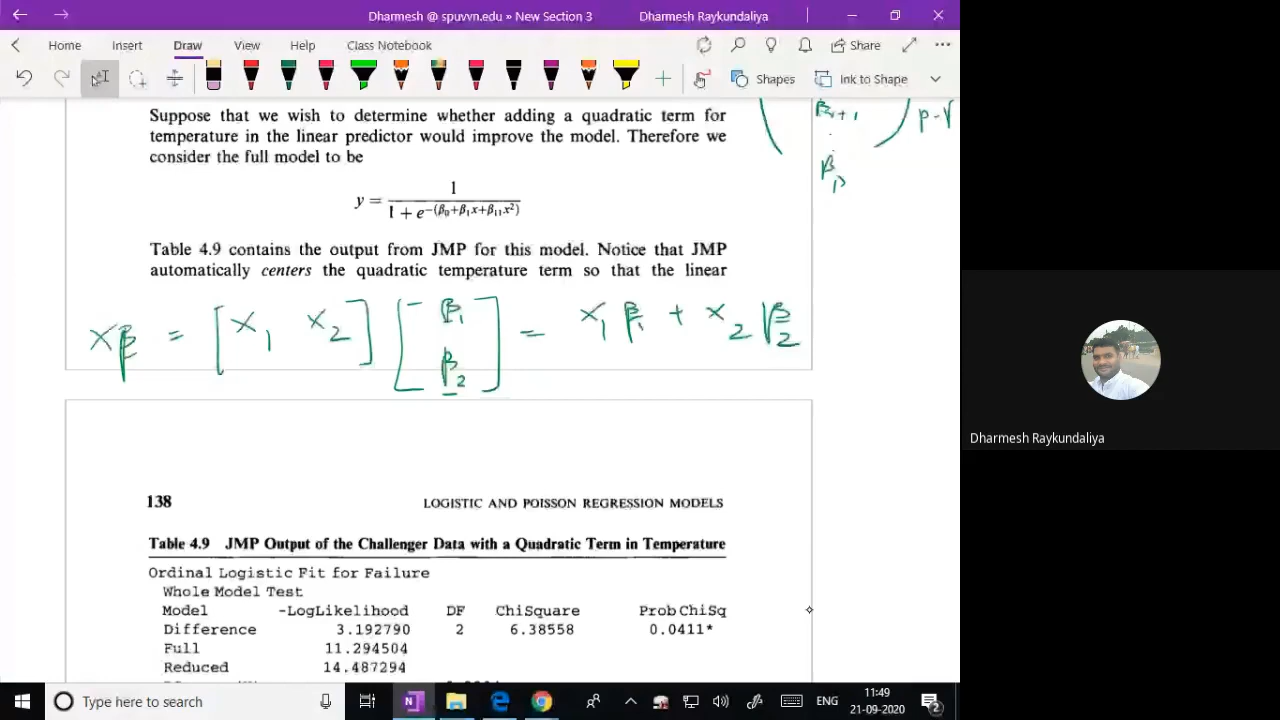 Dharmesh @ spuvvn.edu » New Section 3
Dharmesh Raykundaliya
Home Insert Draw View Help Class Notebook
Share
Shapes
Ink to Shape
Suppose that we wish to determine whether adding a quadratic term for
temperature in the linear predictor would improve the model. Therefore we
consider the full model to be
y = 1 / 1 + e^−(β₀+β₁x+β₁₁x²)
Table 4.9 contains the output from JMP for this model. Notice that JMP
automatically centers the quadratic temperature term so that the linear
βr+1
p-r
βp
Xβ = [X₁ X₂] [β₁ β₂] = X₁β₁ + X₂β₂
138 LOGISTIC AND POISSON REGRESSION MODELS
Table 4.9 JMP Output of the Challenger Data with a Quadratic Term in Temperature
Ordinal Logistic Fit for Failure
Whole Model Test
Model -LogLikelihood DF ChiSquare Prob ChiSq
Difference 3.192790 2 6.38558 0.0411*
Full 11.294504
Reduced 14.487294
Dharmesh Raykundaliya
Type here to search
ENG
11:49
21-09-2020
2